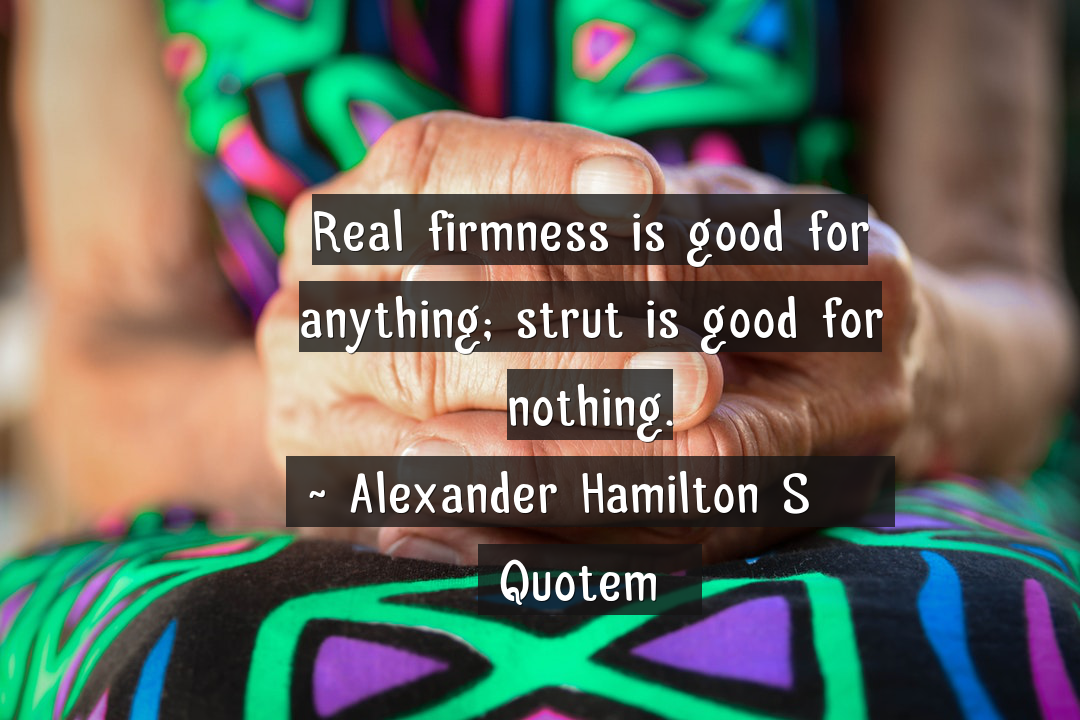 Real firmness is good for
anything; strut is good for
nothing.
~ Alexander Hamilton S
Quotem